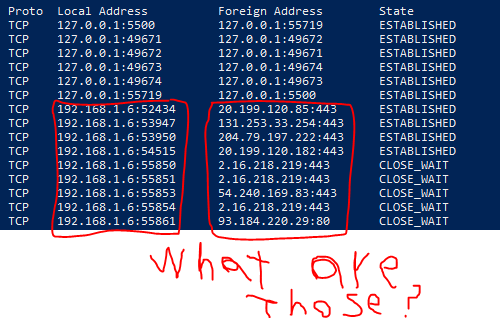 Proto Local Address Foreign Address State
TCP 127.0.0.1:5500 127.0.0.1:55719 ESTABLISHED
TCP 127.0.0.1:49671 127.0.0.1:49672 ESTABLISHED
TCP 127.0.0.1:49672 127.0.0.1:49671 ESTABLISHED
TCP 127.0.0.1:49673 127.0.0.1:49674 ESTABLISHED
TCP 127.0.0.1:49674 127.0.0.1:49673 ESTABLISHED
TCP 127.0.0.1:55719 127.0.0.1:5500 ESTABLISHED
TCP 192.168.1.6:52434 20.199.120.85:443 ESTABLISHED
TCP 192.168.1.6:53947 131.253.33.254:443 ESTABLISHED
TCP 192.168.1.6:53950 204.79.197.222:443 ESTABLISHED
TCP 192.168.1.6:54515 20.199.120.182:443 ESTABLISHED
TCP 192.168.1.6:55850 2.16.218.219:443 CLOSE_WAIT
TCP 192.168.1.6:55851 2.16.218.219:443 CLOSE_WAIT
TCP 192.168.1.6:55853 54.240.169.83:443 CLOSE_WAIT
TCP 192.168.1.6:55854 2.16.218.219:443 CLOSE_WAIT
TCP 192.168.1.6:55861 93.184.220.29:80 CLOSE_WAIT
What are
Those?